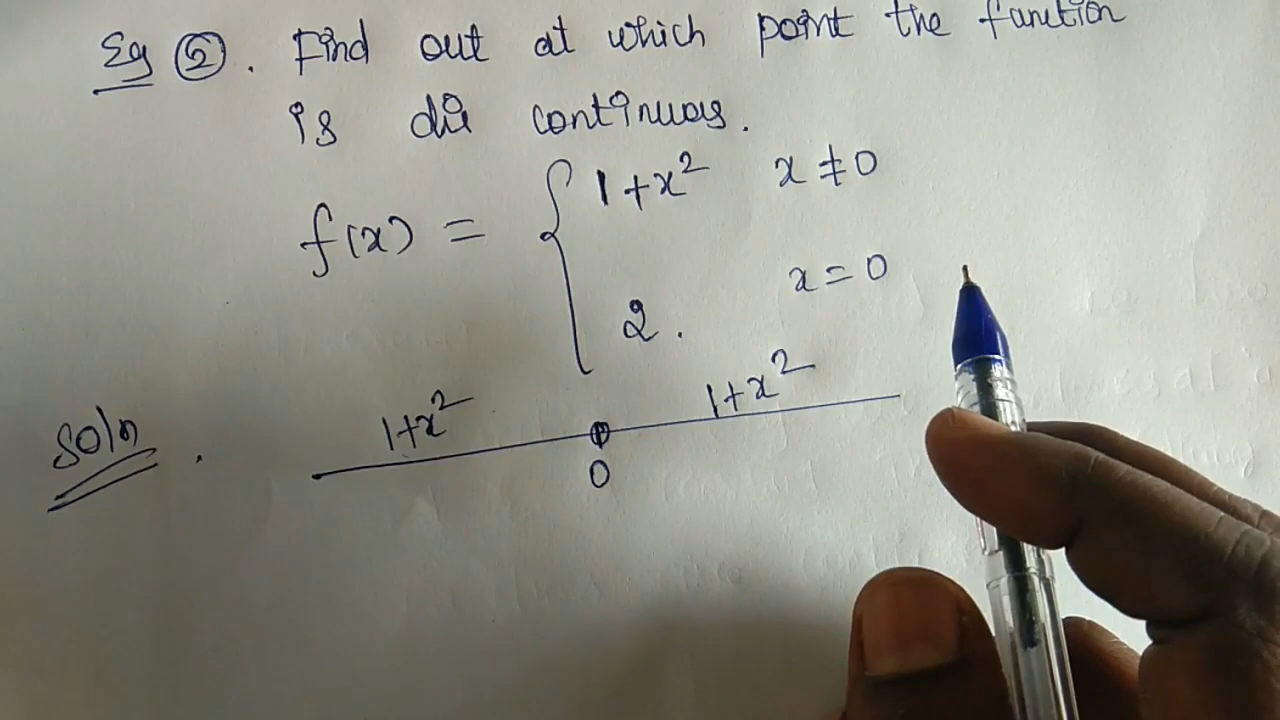 Eg ②. Find out at which point the function
is dis continuous.
f(x) = { 1+x² x ≠ 0
2. x = 0
Soln. 1+x² 1+x²
0